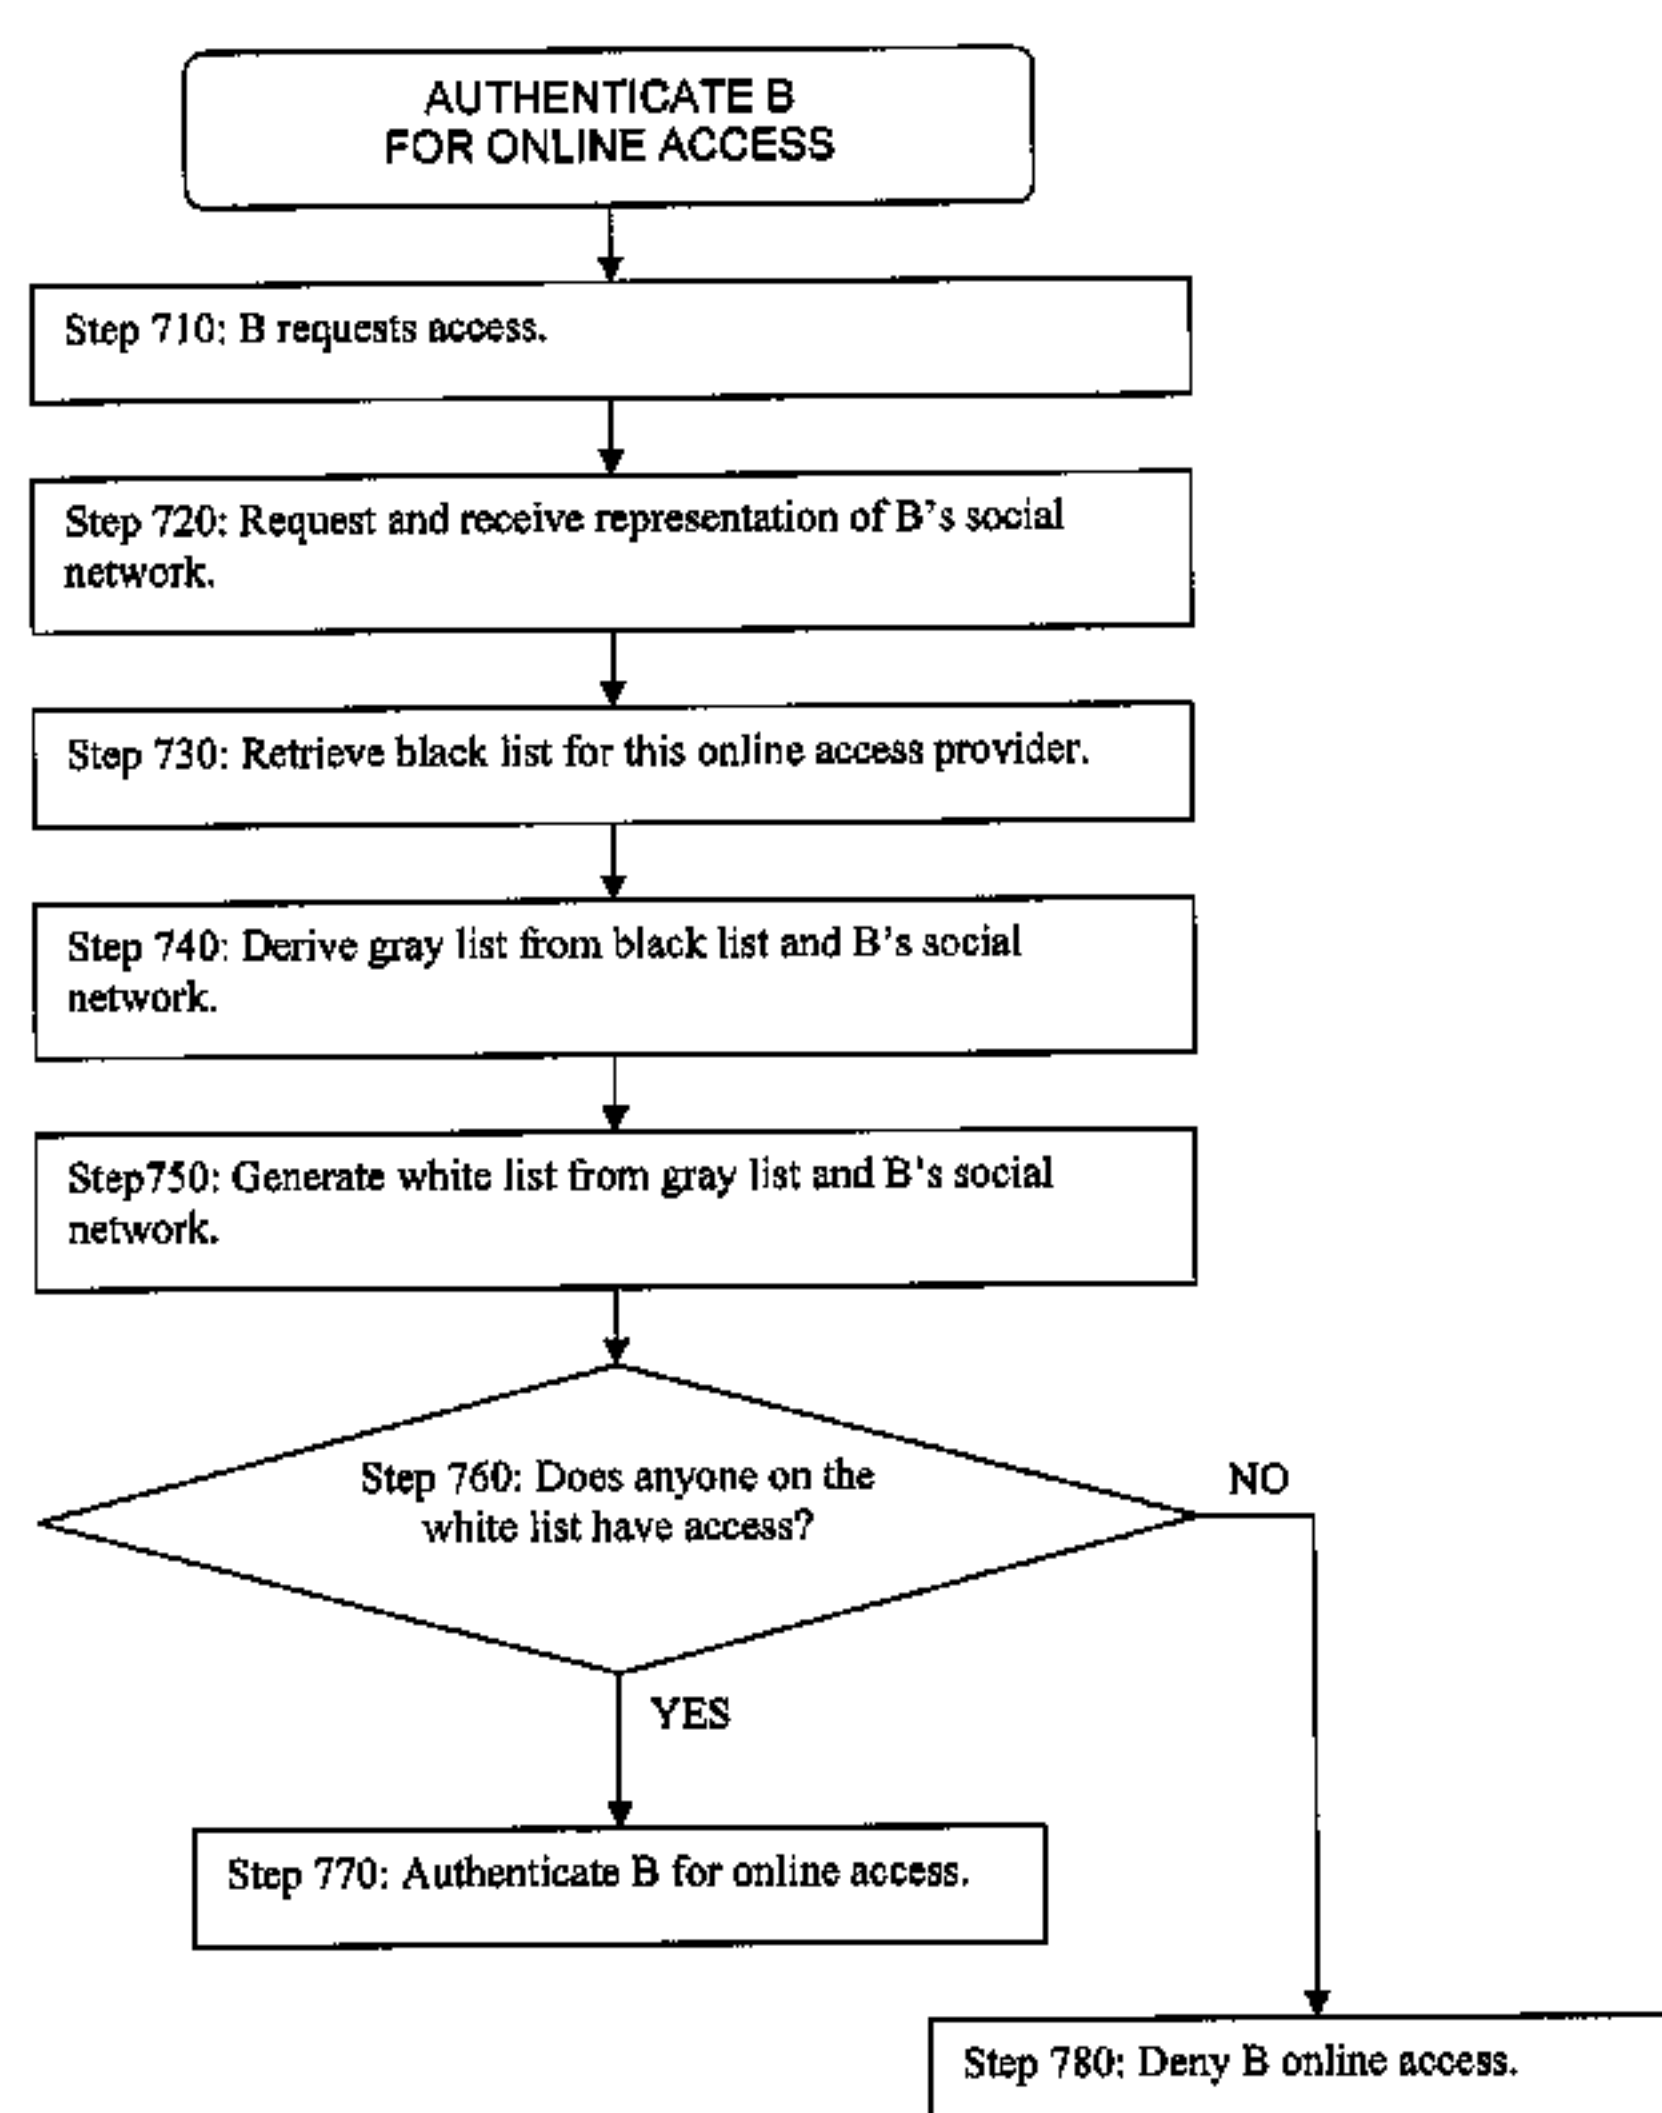 AUTHENTICATE B
FOR ONLINE ACCESS
Step 710: B requests access.
Step 720: Request and receive representation of B's social
network.
Step 730: Retrieve black list for this online access provider.
Step 740: Derive gray list from black list and B's social
network.
Step750: Generate white list from gray list and B's social
network.
Step 760: Does anyone on the
white list have access?
NO
YES
Step 770: Authenticate B for online access.
Step 780: Deny B online access.